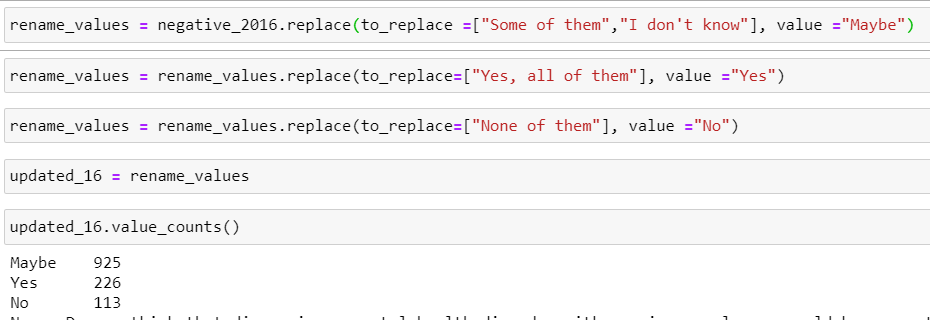 rename_values = negative_2016.replace(to_replace =["Some of them","I don't know"], value ="Maybe")
rename_values = rename_values.replace(to_replace=["Yes, all of them"], value ="Yes")
rename_values = rename_values.replace(to_replace=["None of them"], value ="No")
updated_16 = rename_values
updated_16.value_counts()
Maybe    925
Yes      226
No       113